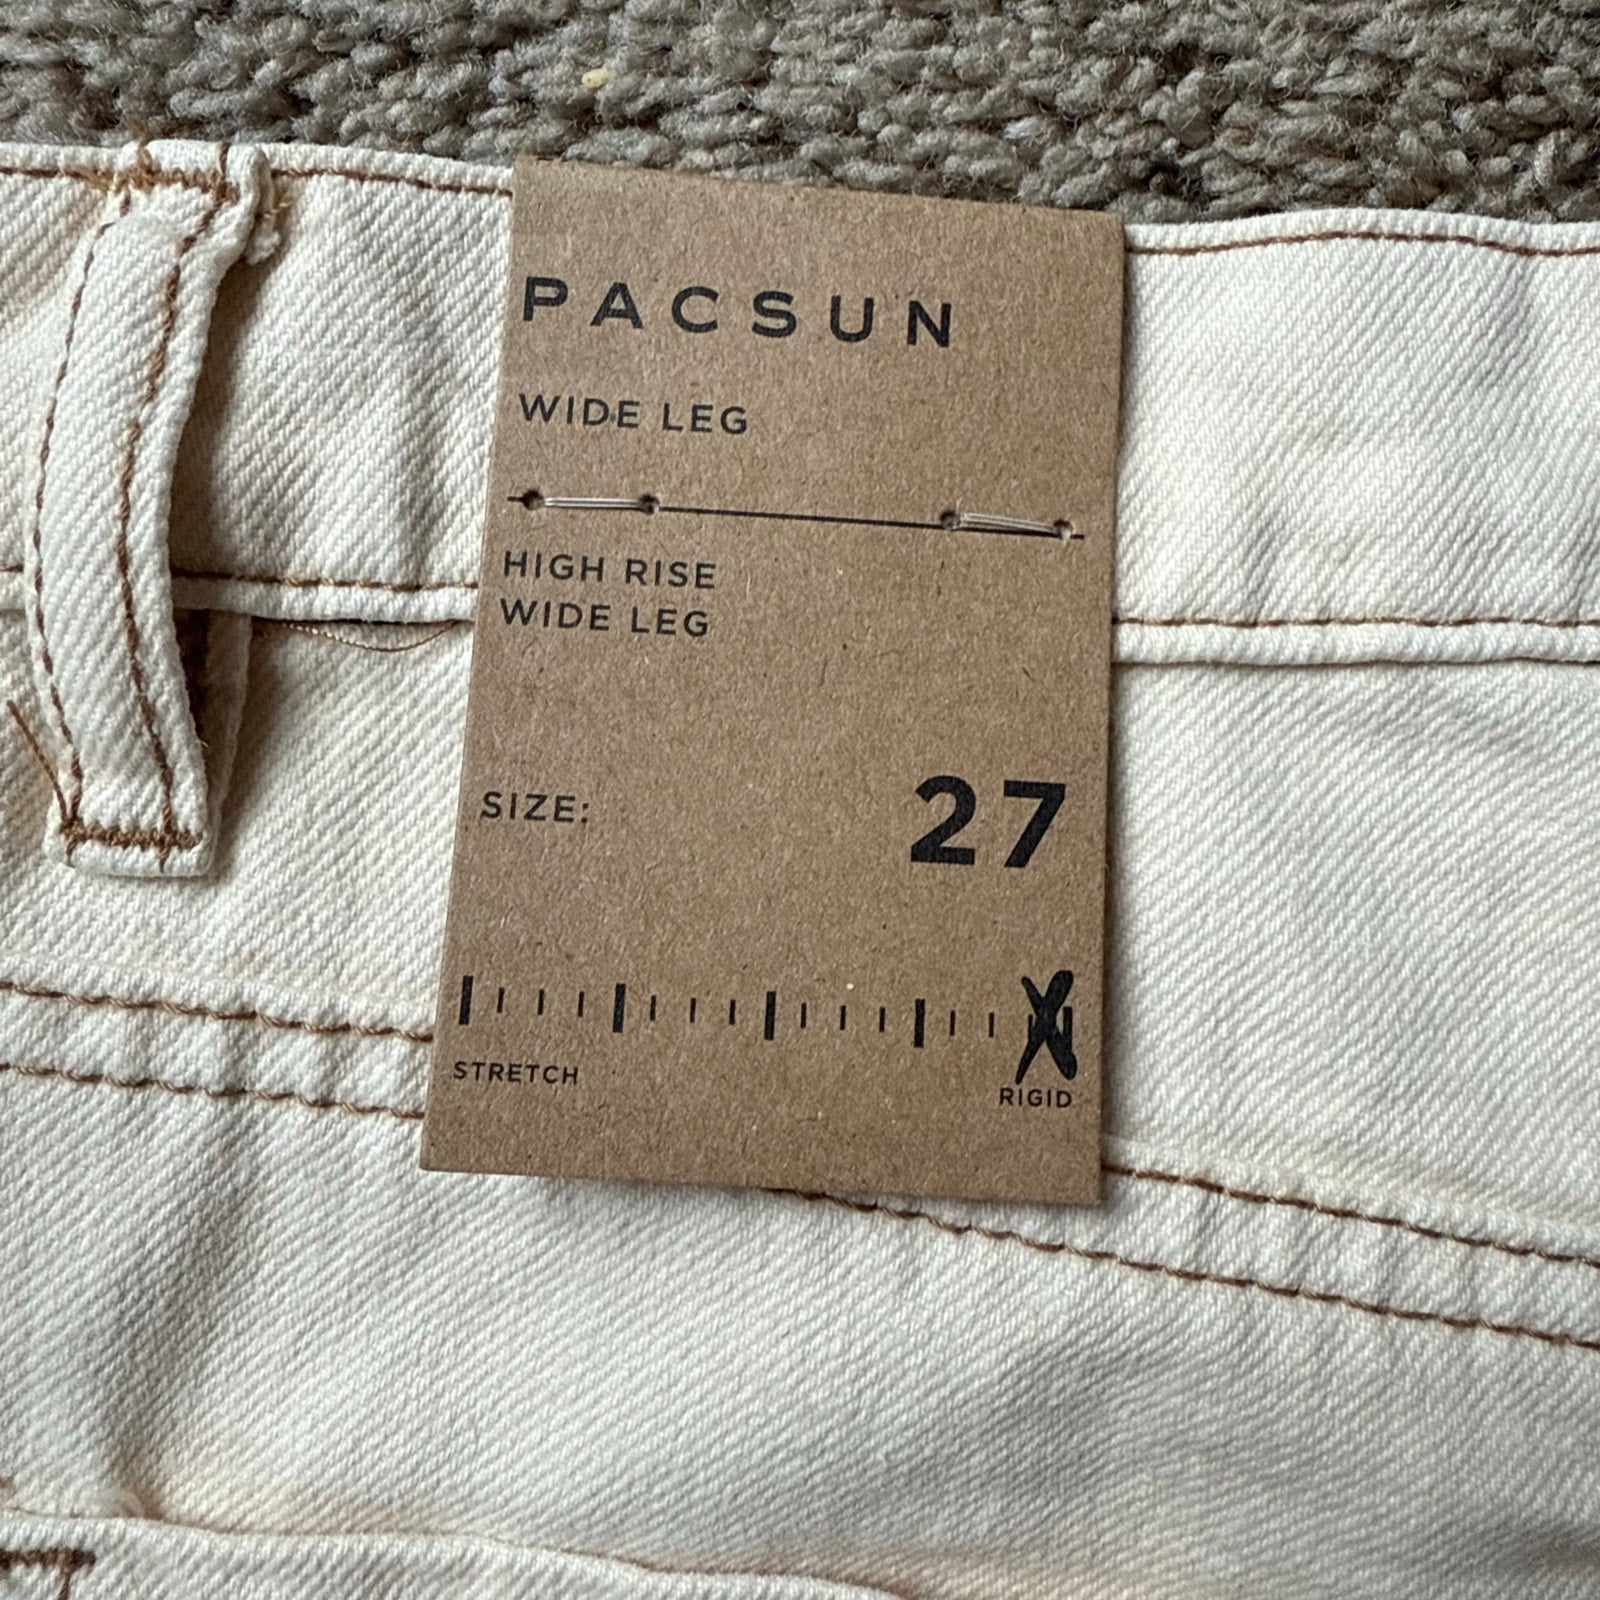 PACSUN
WIDE LEG
HIGH RISE
WIDE LEG
SIZE: 27
STRETCH
RIGID